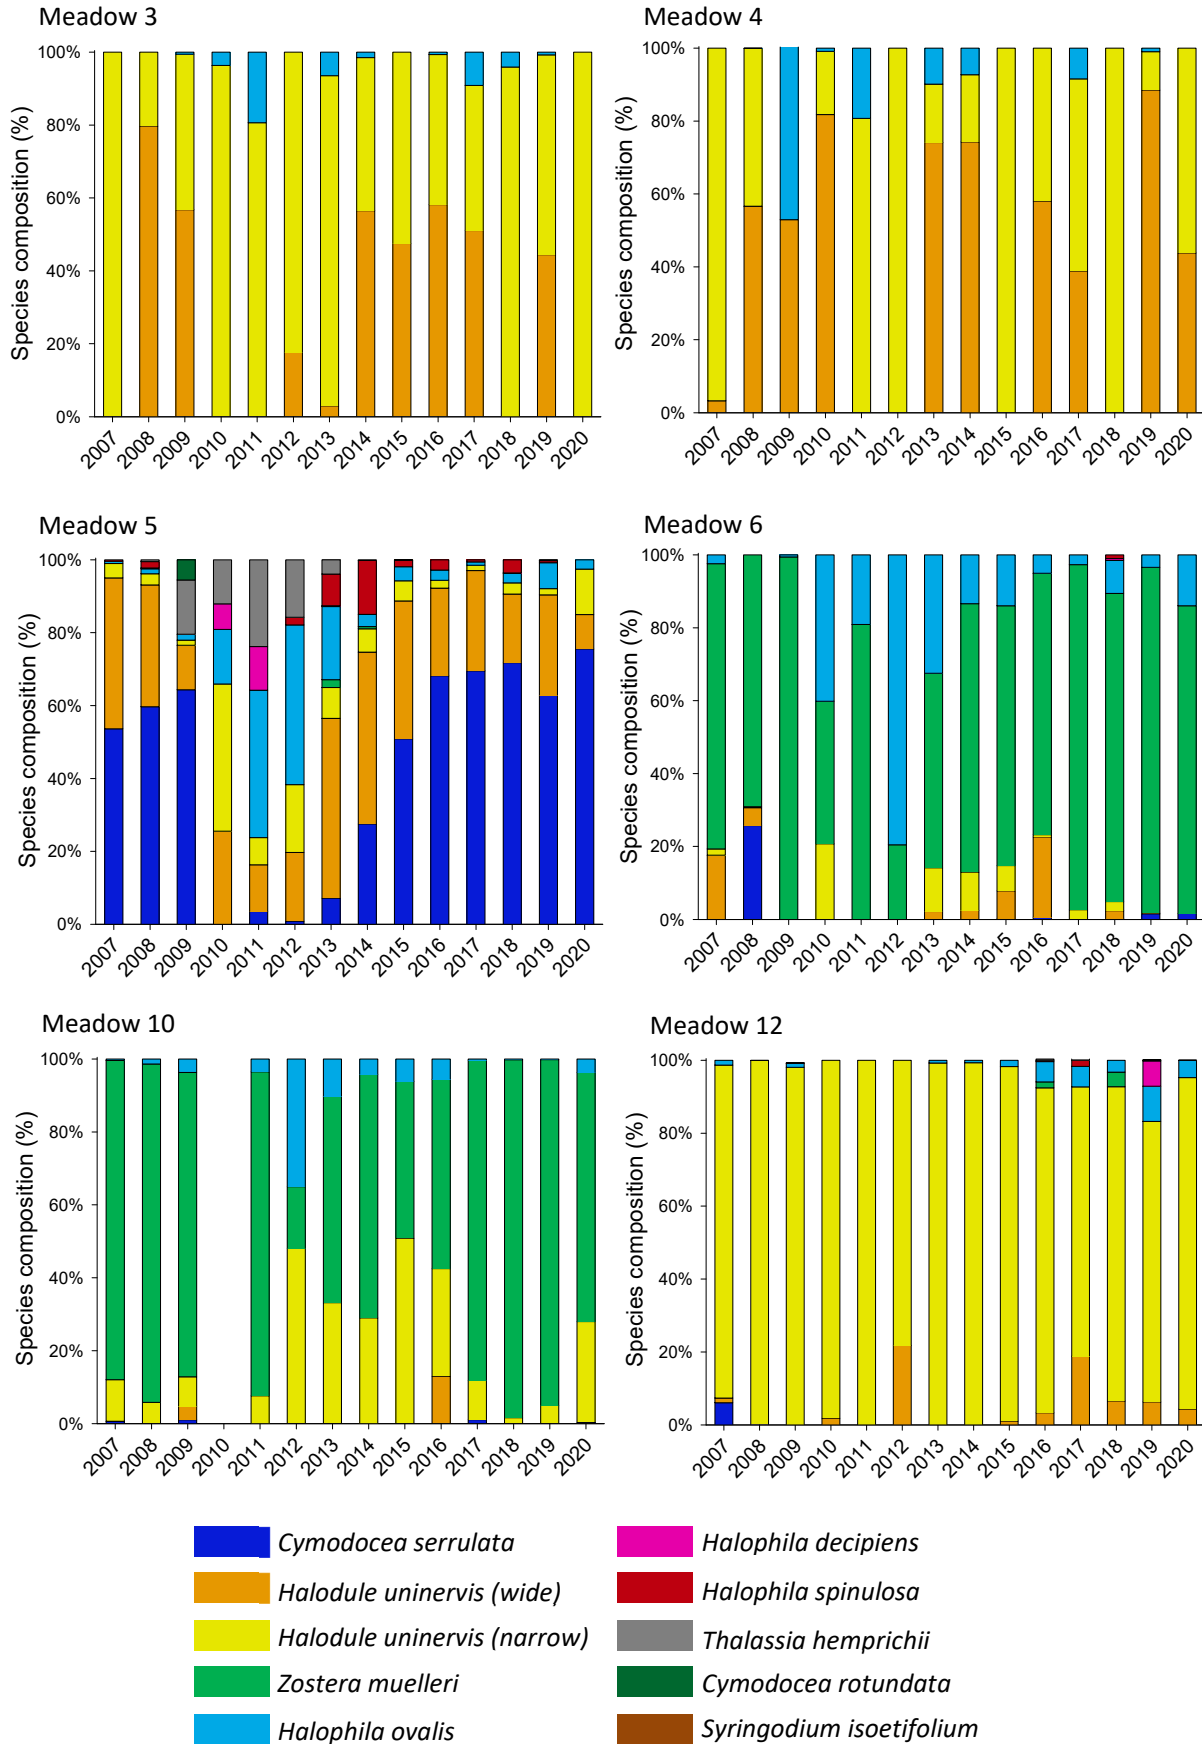 Meadow 3
Species composition (%)
100%
80%
60%
40%
20%
0%
2007 2008 2009 2010 2011 2012 2013 2014 2015 2016 2017 2018 2019 2020
Meadow 4
Species composition (%)
100%
80%
60%
40%
20%
0%
2007 2008 2009 2010 2011 2012 2013 2014 2015 2016 2017 2018 2019 2020
Meadow 5
Species composition (%)
100%
80%
60%
40%
20%
0%
2007 2008 2009 2010 2011 2012 2013 2014 2015 2016 2017 2018 2019 2020
Meadow 6
Species composition (%)
100%
80%
60%
40%
20%
0%
2007 2008 2009 2010 2011 2012 2013 2014 2015 2016 2017 2018 2019 2020
Meadow 10
Species composition (%)
100%
80%
60%
40%
20%
0%
2007 2008 2009 2010 2011 2012 2013 2014 2015 2016 2017 2018 2019 2020
Meadow 12
Species composition (%)
100%
80%
60%
40%
20%
0%
2007 2008 2009 2010 2011 2012 2013 2014 2015 2016 2017 2018 2019 2020
Cymodocea serrulata
Halodule uninervis (wide)
Halodule uninervis (narrow)
Zostera muelleri
Halophila ovalis
Halophila decipiens
Halophila spinulosa
Thalassia hemprichii
Cymodocea rotundata
Syringodium isoetifolium